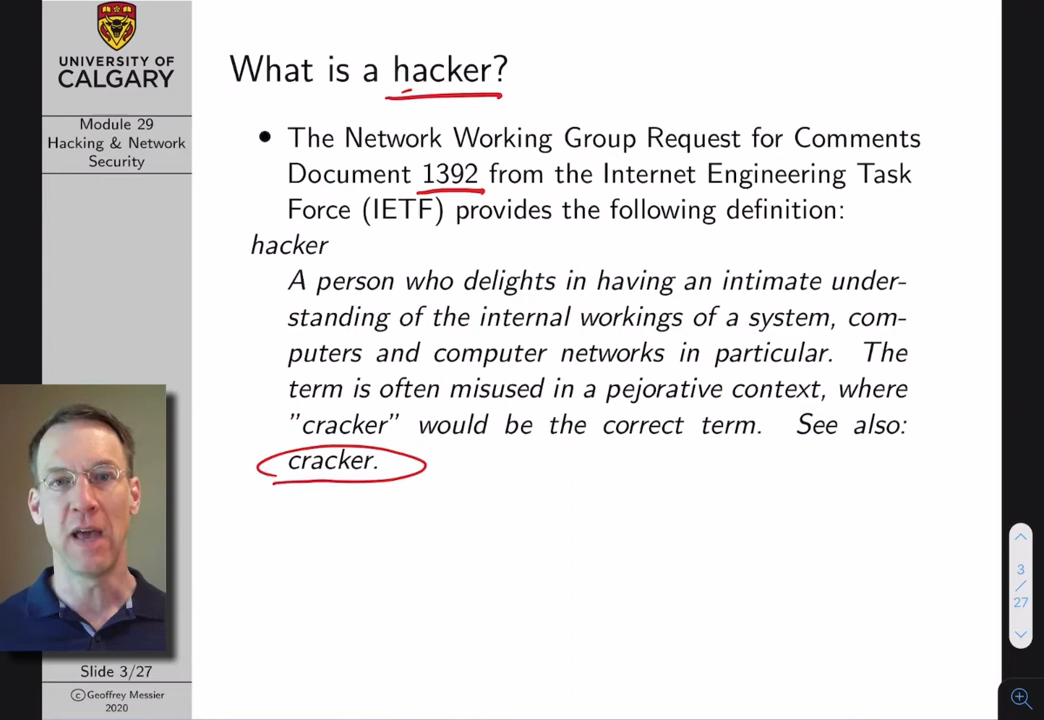 UNIVERSITY OF
CALGARY
Module 29
Hacking & Network
Security
What is a hacker?
• The Network Working Group Request for Comments
Document 1392 from the Internet Engineering Task
Force (IETF) provides the following definition:
hacker
A person who delights in having an intimate under-
standing of the internal workings of a system, com-
puters and computer networks in particular. The
term is often misused in a pejorative context, where
"cracker" would be the correct term. See also:
cracker.
Slide 3/27
©Geoffrey Messier
2020
3
/
27